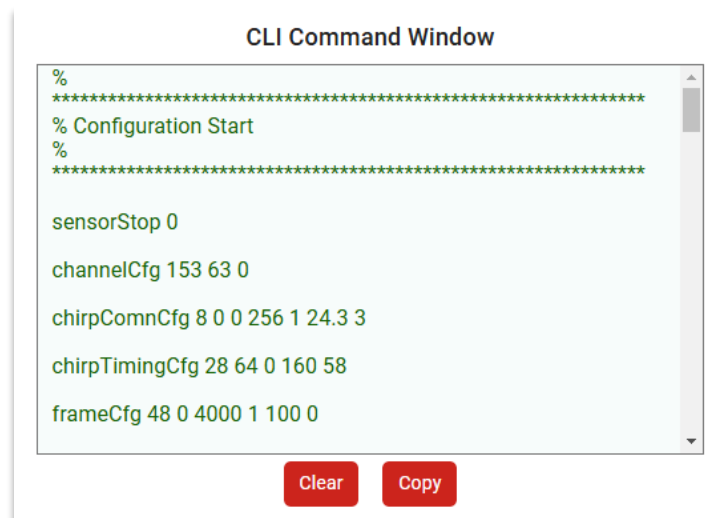 CLI Command Window
%
****************************************************************
% Configuration Start
%
****************************************************************
sensorStop 0
channelCfg 153 63 0
chirpComnCfg 8 0 0 256 1 24.3 3
chirpTimingCfg 28 64 0 160 58
frameCfg 48 0 4000 1 100 0
Clear Copy